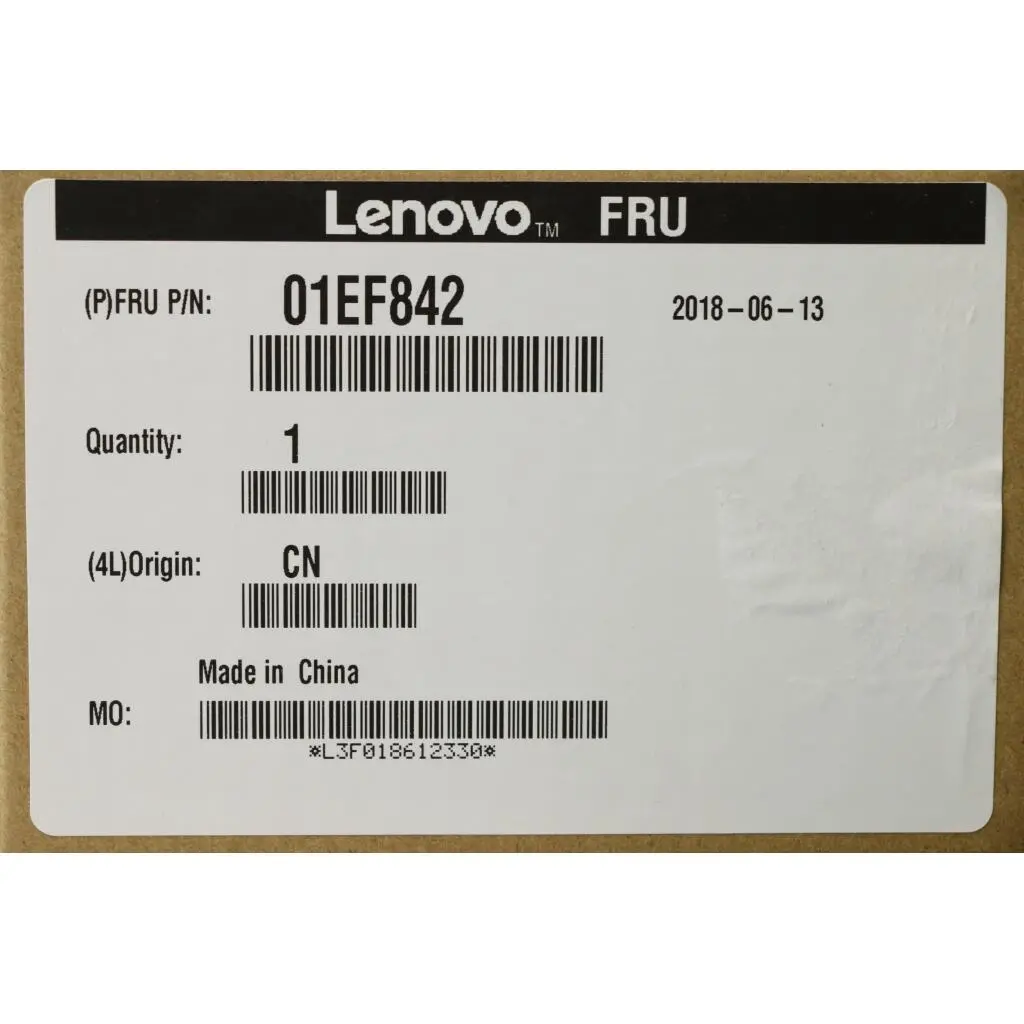 Lenovo™ FRU
(P)FRU P/N: 01EF842 2018-06-13
Quantity: 1
(4L)Origin: CN
Made in China
MO:
*L3F018612330*